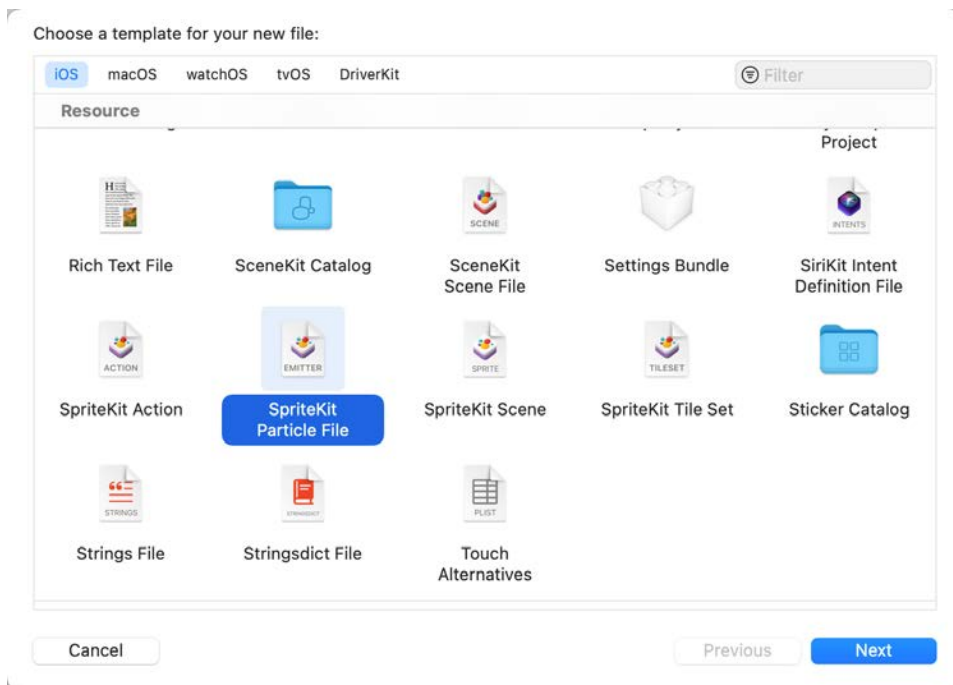 Choose a template for your new file:
iOS macOS watchOS tvOS DriverKit
Filter
Resource
Project
SCENE
INTENTS
Rich Text File
SceneKit Catalog
SceneKit
Scene File
Settings Bundle
SiriKit Intent
Definition File
ACTION
EMITTER
SPRITE
TILESET
SpriteKit Action
SpriteKit
Particle File
SpriteKit Scene
SpriteKit Tile Set
Sticker Catalog
STRINGS
STRINGSDICT
PLIST
Strings File
Stringsdict File
Touch
Alternatives
Cancel
Previous
Next